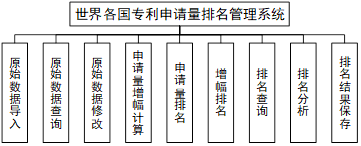 世界各国专利申请量排名管理系统
原始数据导入
原始数据查询
原始数据修改
申请量增幅计算
申请量排名
增幅排名
排名查询
排名分析
排名结果保存